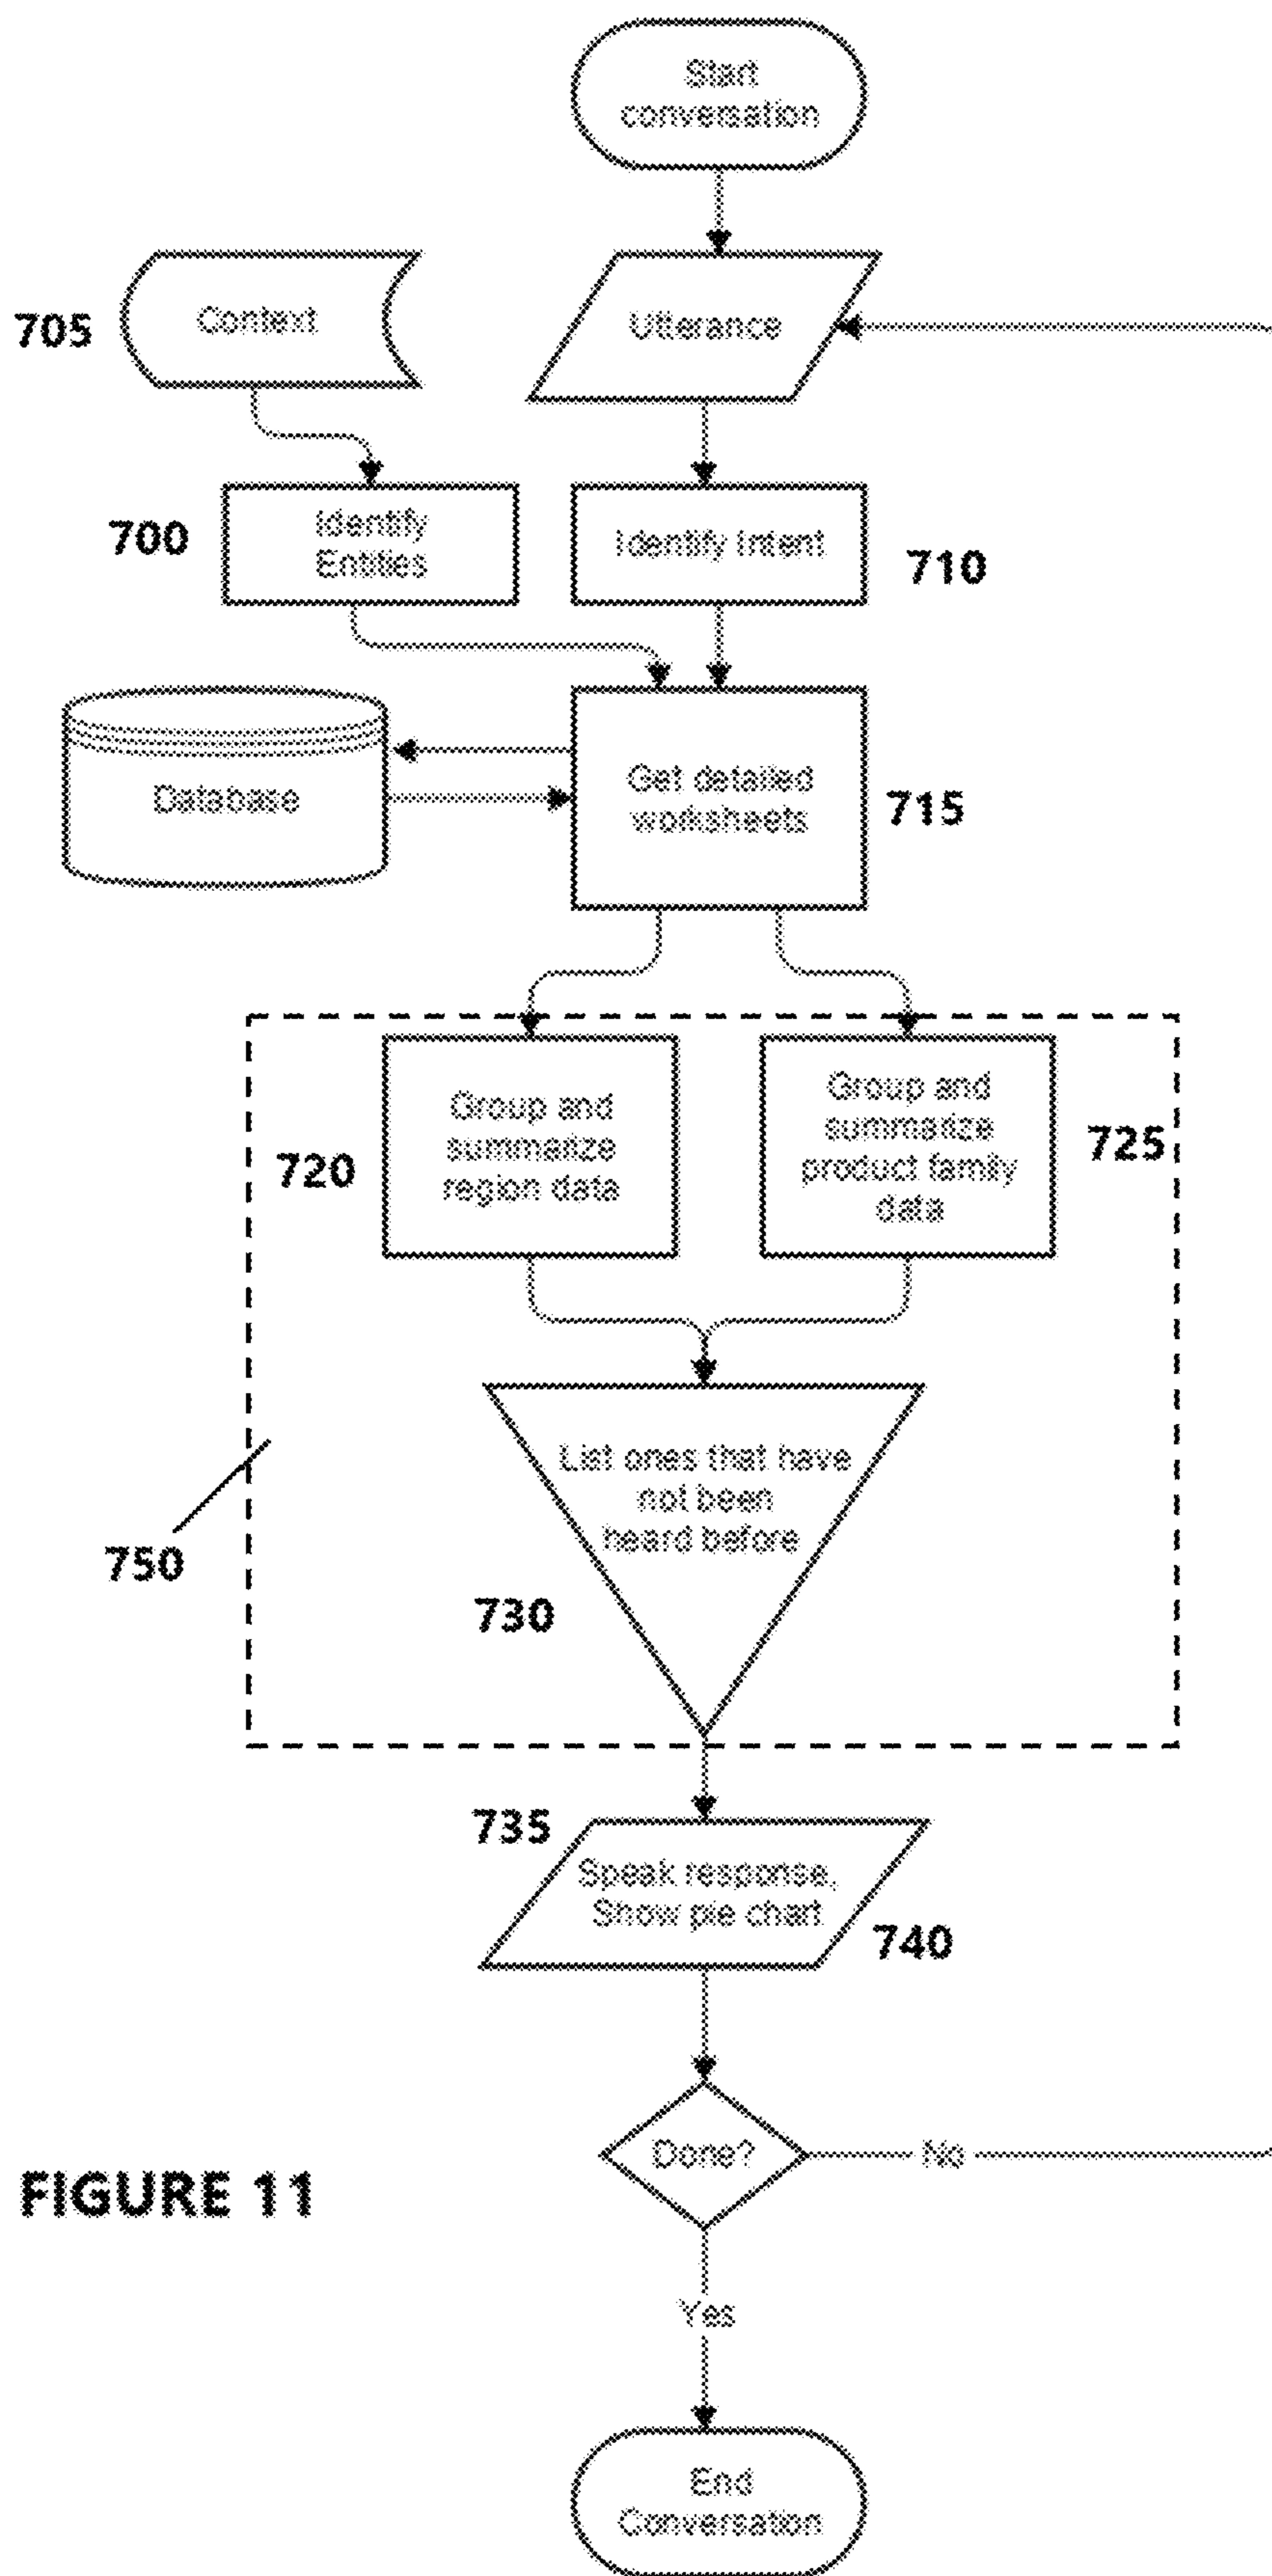 Start
conversation
705
Context
Utterance
700
Identify
Entities
Identify Intent
710
Database
Get detailed
worksheets
715
720
Group and
summarize
region data
Group and
summarize
product family
data
725
List ones that have
not been
heard before
750
730
735
Speak response,
Show pie chart
740
Done?
No
FIGURE 11
Yes
End
Conversation